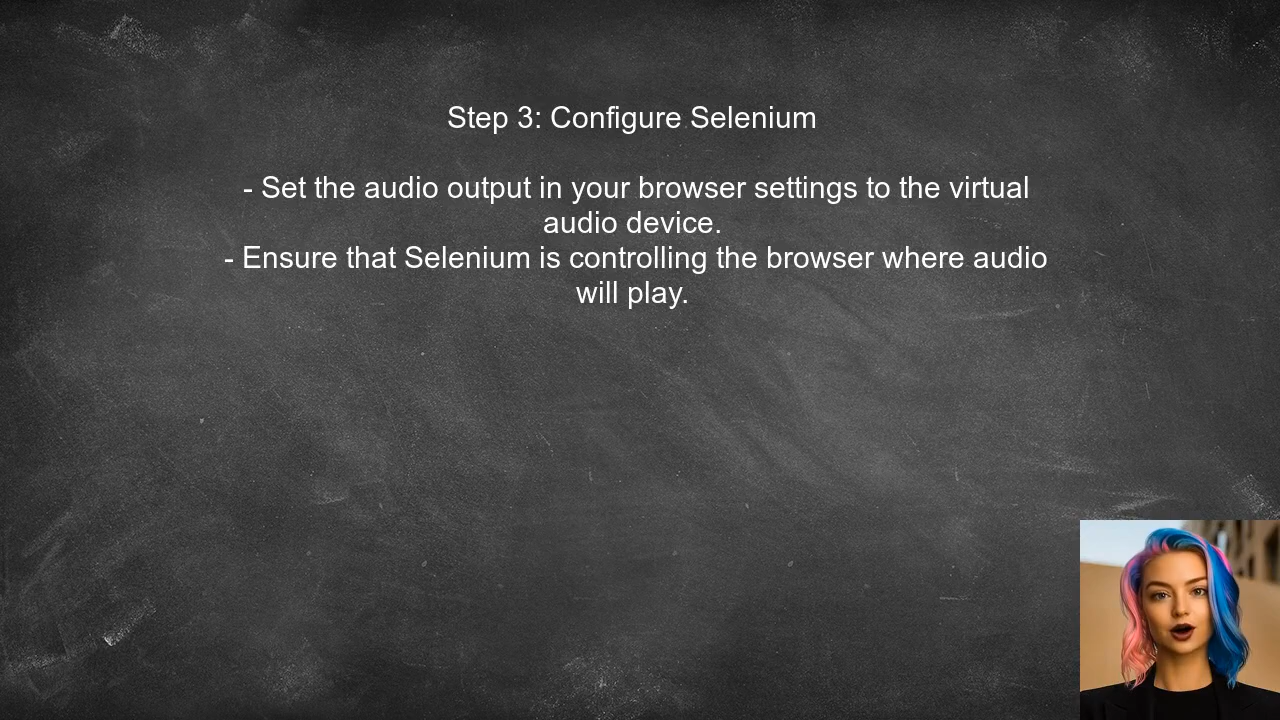 Step 3: Configure Selenium
- Set the audio output in your browser settings to the virtual
audio device.
- Ensure that Selenium is controlling the browser where audio
will play.